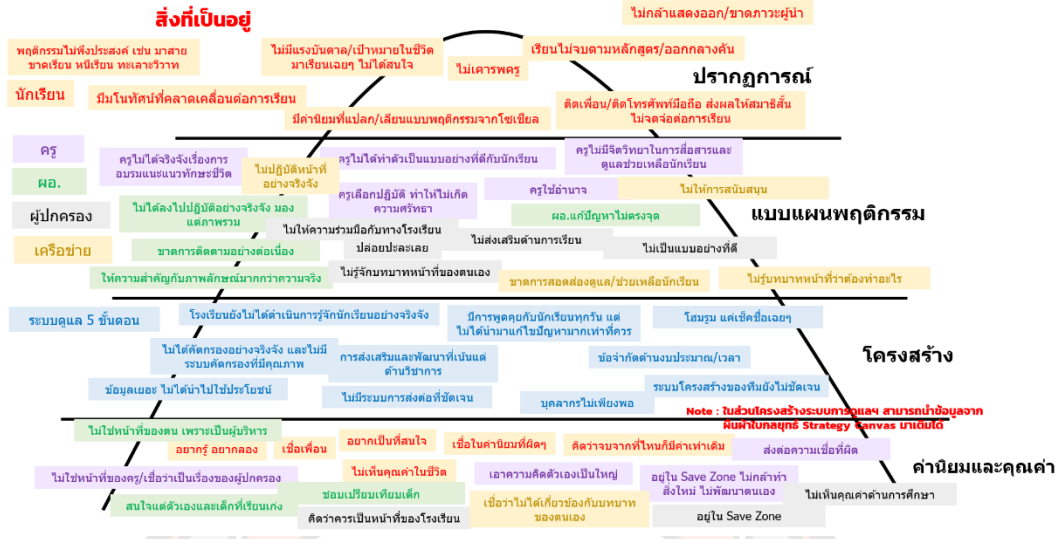 สิ่งที่เป็นอยู่
ไม่กล้าแสดงออก/ขาดภาวะผู้นำ
พฤติกรรมไม่พึงประสงค์ เช่น มาสาย
ขาดเรียน หนีเรียน ทะเลาะวิวาท
ไม่มีแรงบันดาล/เป้าหมายในชีวิต
มาเรียนเฉยๆ ไม่ได้สนใจ
เรียนไม่จบตามหลักสูตร/ออกกลางคัน
ไม่เคารพครู
ปรากฏการณ์
นักเรียน
มีมโนทัศน์ที่คลาดเคลื่อนต่อการเรียน
มีค่านิยมที่แปลก/เลียนแบบพฤติกรรมจากโซเชียล
ติดเพื่อน/ติดโทรศัพท์มือถือ ส่งผลให้สมาธิสั้น
ไม่จดจ่อต่อการเรียน
ครู
ครูไม่ได้จริงจังเรื่องการ
อบรมแนะแนวทักษะชีวิต
ไม่ปฏิบัติหน้าที่
อย่างจริงจัง
ครูไม่ได้ทำตัวเป็นแบบอย่างที่ดีกับนักเรียน
ครูไม่มีจิตวิทยาในการสื่อสารและ
ดูแลช่วยเหลือนักเรียน
ผอ.
ครูเลือกปฏิบัติ ทำให้ไม่เกิด
ความศรัทธา
ครูใช้อำนาจ
ไม่ให้การสนับสนุน
ผู้ปกครอง
ไม่ได้ลงไปปฏิบัติอย่างจริงจัง มอง
แต่ภาพรวม
ผอ.แก้ปัญหาไม่ตรงจุด
แบบแผนพฤติกรรม
ไม่ให้ความร่วมมือกับทางโรงเรียน
เครือข่าย
ขาดการติดตามอย่างต่อเนื่อง
ปล่อยปะละเลย
ไม่ส่งเสริมด้านการเรียน
ไม่เป็นแบบอย่างที่ดี
ให้ความสำคัญกับภาพลักษณ์มากกว่าความจริง
ไม่รู้จักบทบาทหน้าที่ของตนเอง
ขาดการสอดส่องดูแล/ช่วยเหลือนักเรียน
ไม่รู้บทบาทหน้าที่ว่าต้องทำอะไร
ระบบดูแล 5 ขั้นตอน
โรงเรียนยังไม่ได้ดำเนินการรู้จักนักเรียนอย่างจริงจัง
มีการพูดคุยกับนักเรียนทุกวัน แต่
ไม่ได้นำมาแก้ไขปัญหามากเท่าที่ควร
โฮมรูม แค่เช็คชื่อเฉยๆ
ไม่ได้คัดกรองอย่างจริงจัง และไม่มี
ระบบคัดกรองที่มีคุณภาพ
การส่งเสริมและพัฒนาที่เน้นแต่
ด้านวิชาการ
ข้อจำกัดด้านงบประมาณ/เวลา
โครงสร้าง
ข้อมูลเยอะ ไม่ได้นำไปใช้ประโยชน์
ไม่มีระบบการส่งต่อที่ชัดเจน
บุคลากรไม่เพียงพอ
ระบบโครงสร้างของทีมยังไม่ชัดเจน
Note : ในส่วนโครงสร้างระบบการดูแลฯ สามารถนำข้อมูลจาก
ผืนผ้าใบกลยุทธ์ Strategy Canvas มาเติมได้
ไม่ใช่หน้าที่ของตน เพราะเป็นผู้บริหาร
อยากรู้ อยากลอง
เชื่อเพื่อน
อยากเป็นที่สนใจ
เชื่อในค่านิยมที่ผิดๆ
คิดว่าจบจากที่ไหนก็มีค่าเท่าเดิม
ส่งต่อความเชื่อที่ผิด
ค่านิยมและคุณค่า
ไม่ใช่หน้าที่ของครู/เชื่อว่าเป็นเรื่องของผู้ปกครอง
ไม่เห็นคุณค่าในชีวิต
เอาความคิดตัวเองเป็นใหญ่
อยู่ใน Save Zone ไม่กล้าทำ
สิ่งใหม่ ไม่พัฒนาตนเอง
ไม่เห็นคุณค่าด้านการศึกษา
สนใจแต่ตัวเองและเด็กที่เรียนเก่ง
ชอบเปรียบเทียบเด็ก
คิดว่าควรเป็นหน้าที่ของโรงเรียน
เชื่อว่าไม่ได้เกี่ยวข้องกับบทบาท
ของตนเอง
อยู่ใน Save Zone